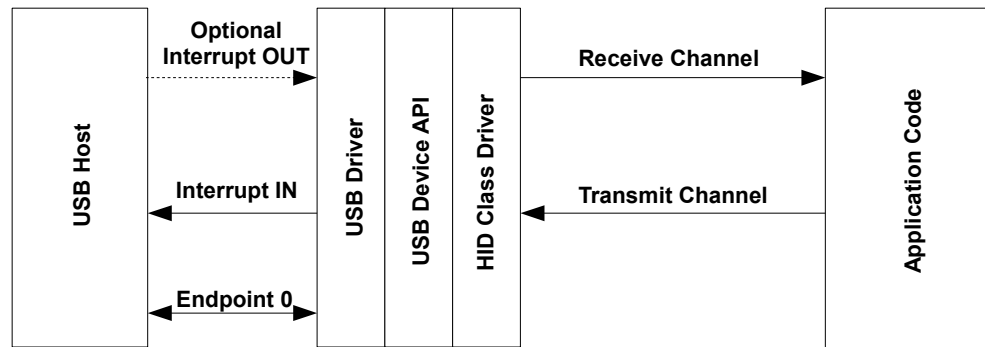 Optional
Interrupt OUT
Receive Channel
USB Host
USB Driver
USB Device API
HID Class Driver
Application Code
Interrupt IN
Transmit Channel
Endpoint 0